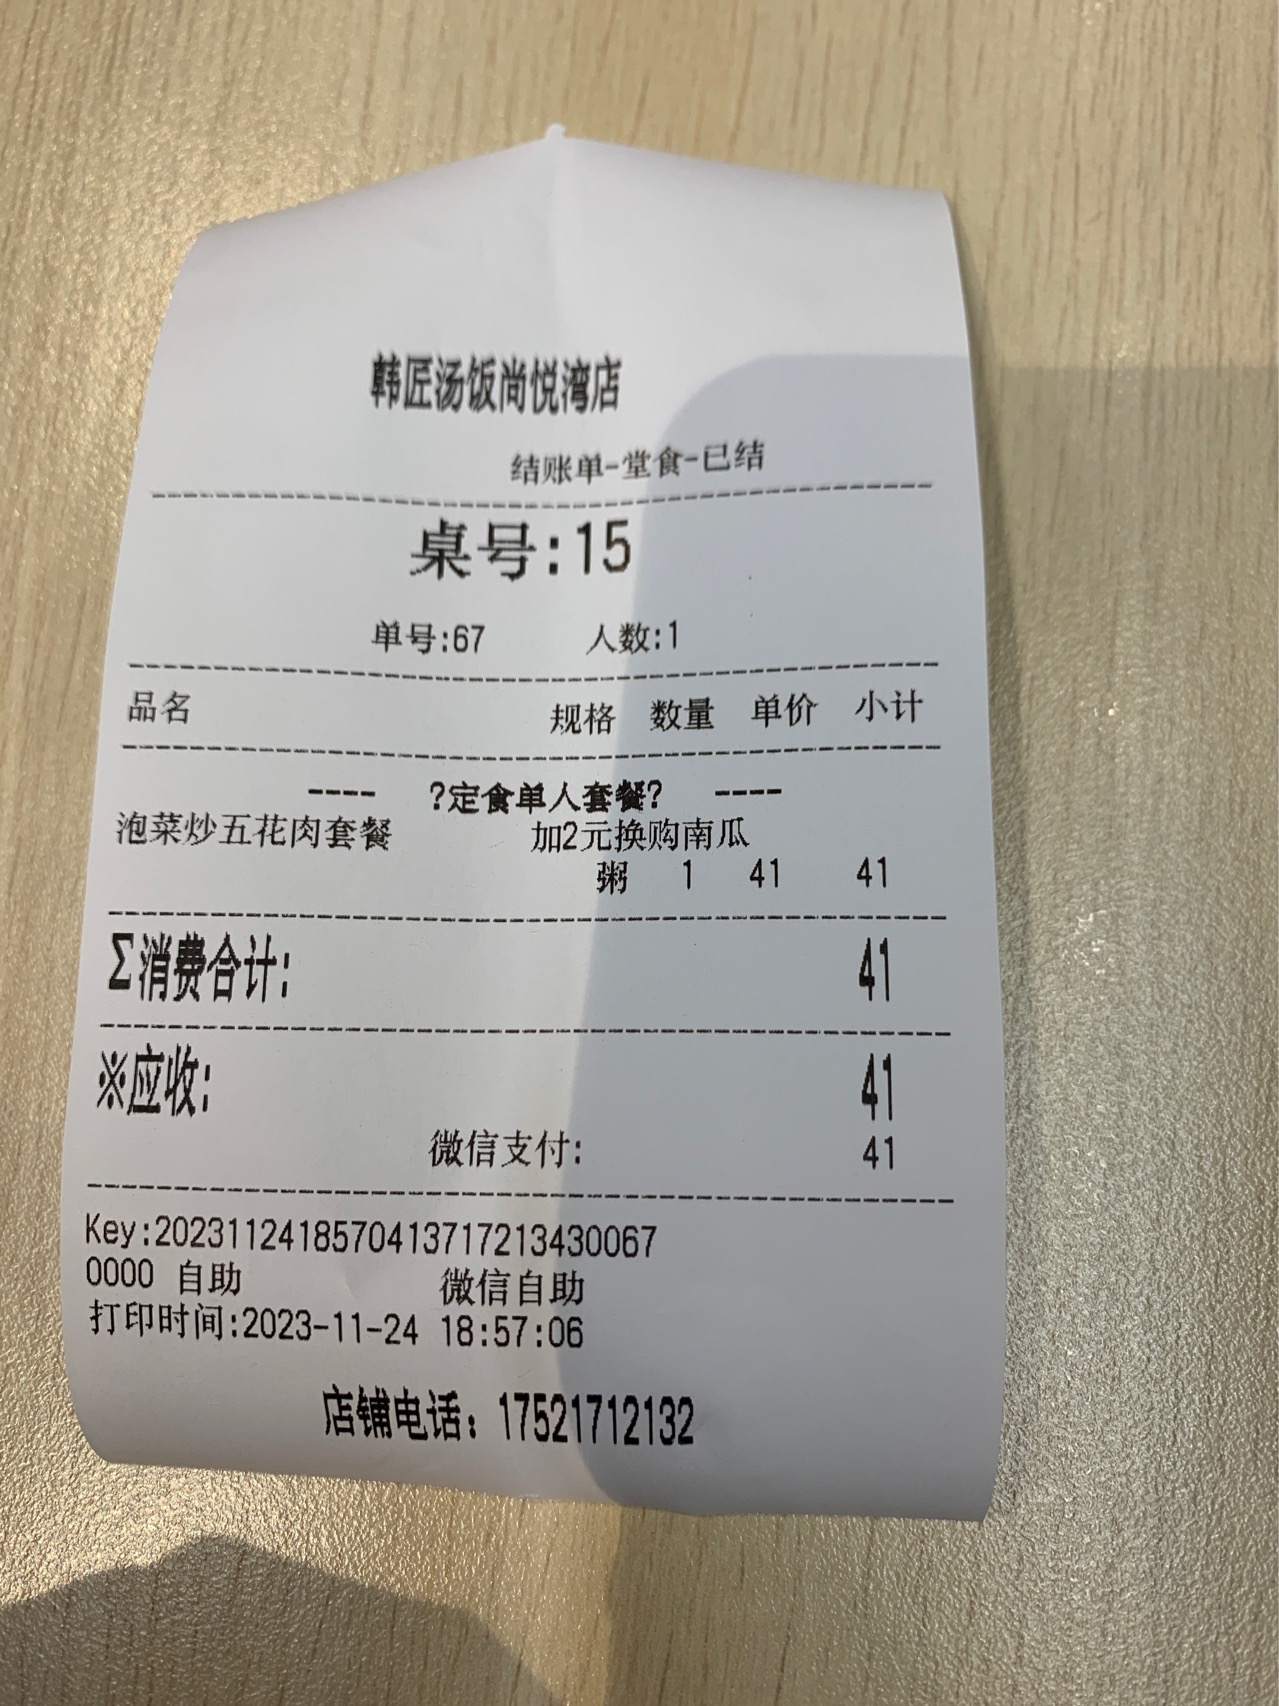 韩匠汤饭尚悦湾店
结账单-堂食-已结
桌号:15
单号:67 人数:1
品名 规格 数量 单价 小计
---- ?定食单人套餐? ----
泡菜炒五花肉套餐 加2元换购南瓜
粥 1 41 41
Σ消费合计: 41
※应收: 41
微信支付: 41
Key:20231124185704137172134300​67
0000 自助 微信自助
打印时间:2023-11-24 18:57:06
店铺电话：17521712132